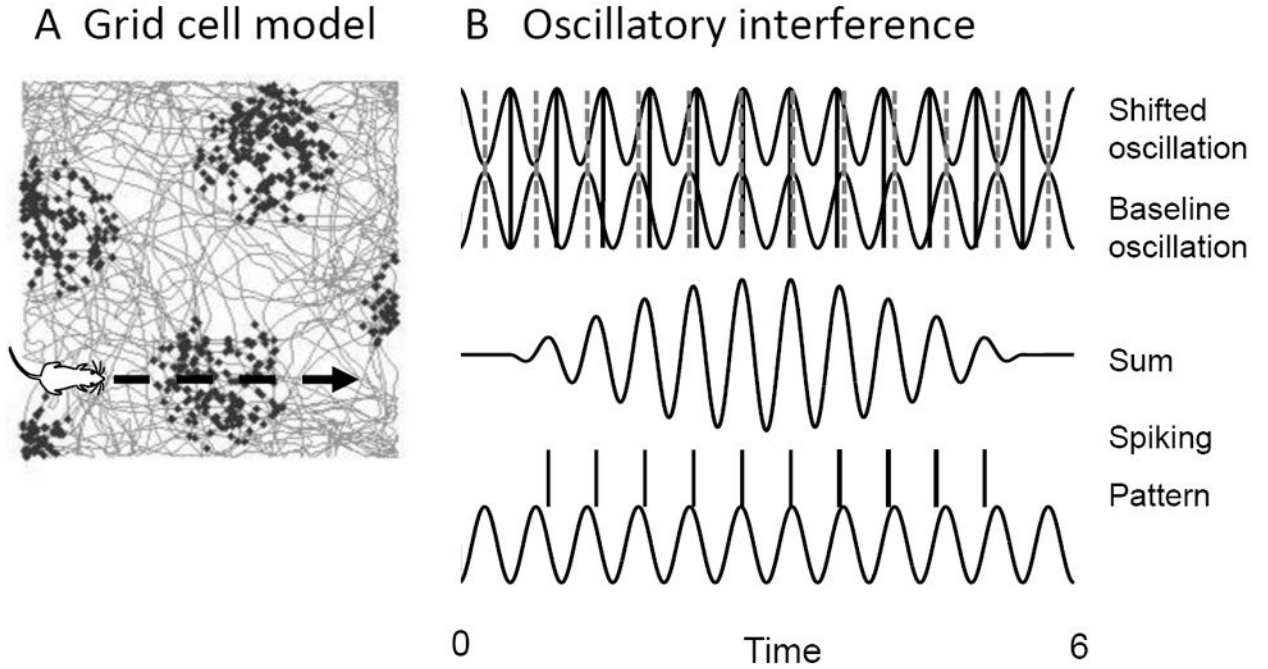 A Grid cell model
B Oscillatory interference
Shifted
oscillation
Baseline
oscillation
Sum
Spiking
Pattern
0
Time
6